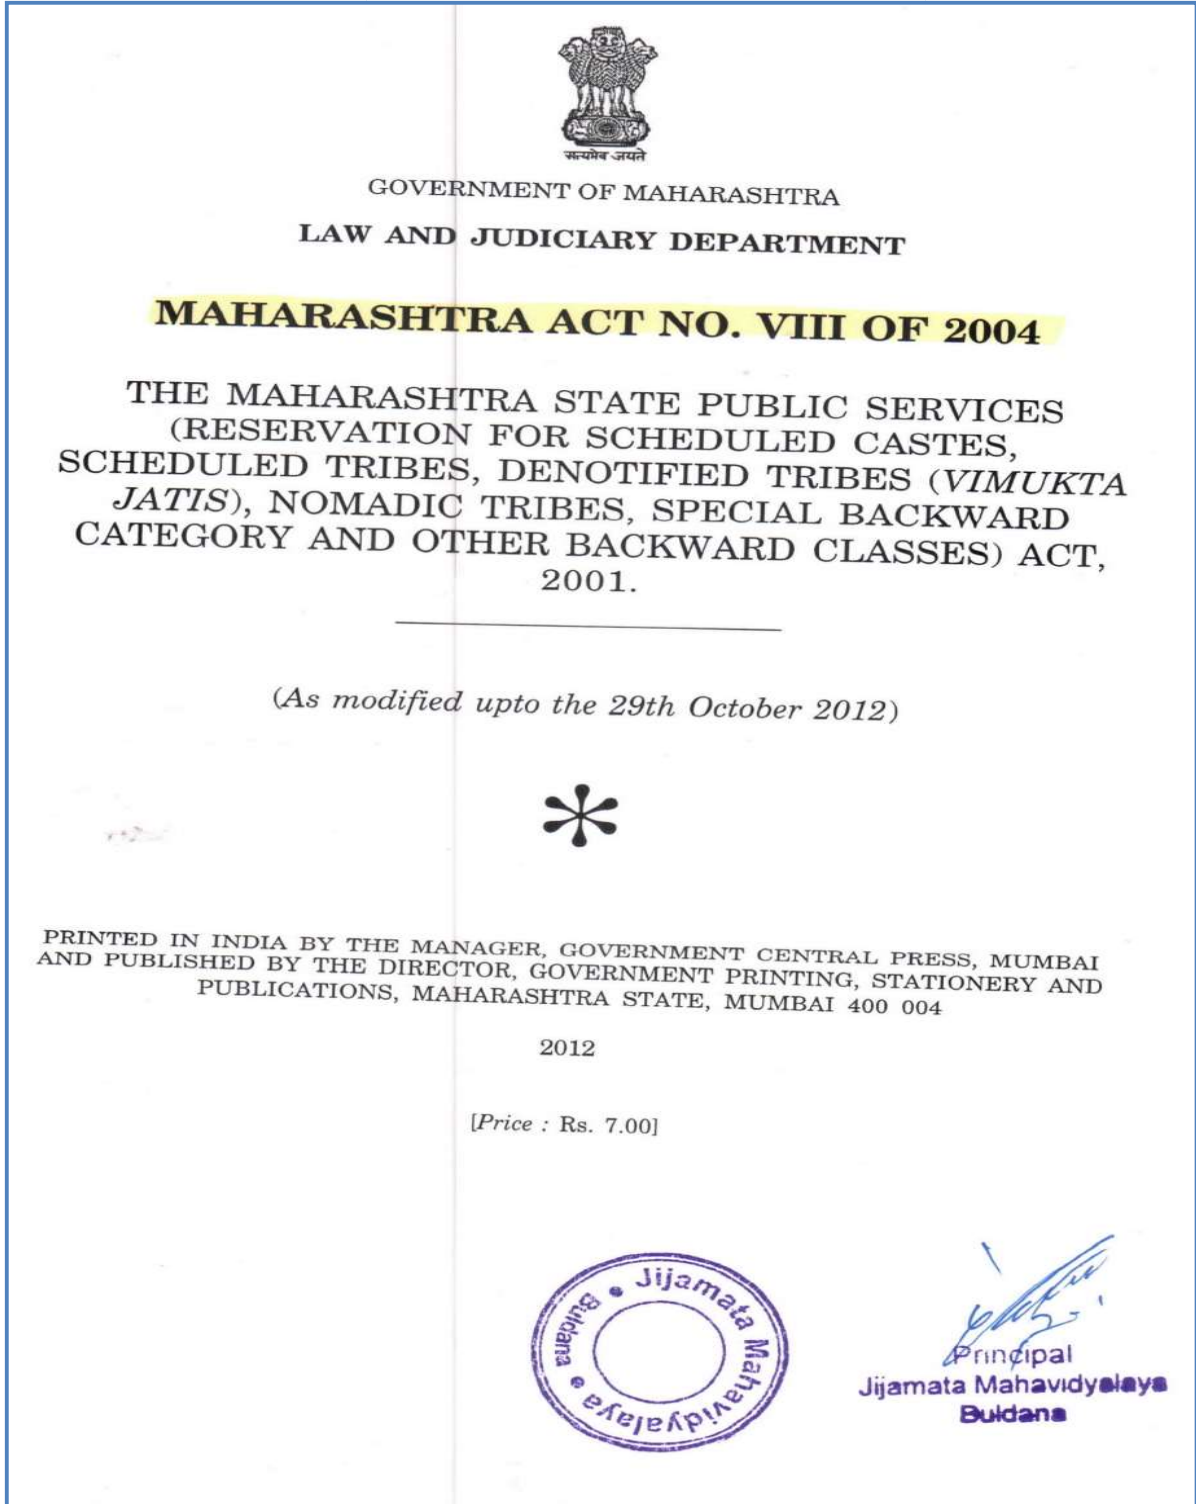 सत्यमेव जयते
GOVERNMENT OF MAHARASHTRA
LAW AND JUDICIARY DEPARTMENT
MAHARASHTRA ACT NO. VIII OF 2004
THE MAHARASHTRA STATE PUBLIC SERVICES
(RESERVATION FOR SCHEDULED CASTES,
SCHEDULED TRIBES, DENOTIFIED TRIBES (VIMUKTA
JATIS), NOMADIC TRIBES, SPECIAL BACKWARD
CATEGORY AND OTHER BACKWARD CLASSES) ACT,
2001.
(As modified upto the 29th October 2012)
PRINTED IN INDIA BY THE MANAGER, GOVERNMENT CENTRAL PRESS, MUMBAI
AND PUBLISHED BY THE DIRECTOR, GOVERNMENT PRINTING, STATIONERY AND
PUBLICATIONS, MAHARASHTRA STATE, MUMBAI 400 004
2012
[Price : Rs. 7.00]
Jijamata Mahavidyalaya
Buldana
Principal
Jijamata Mahavidyalaya
Buldana